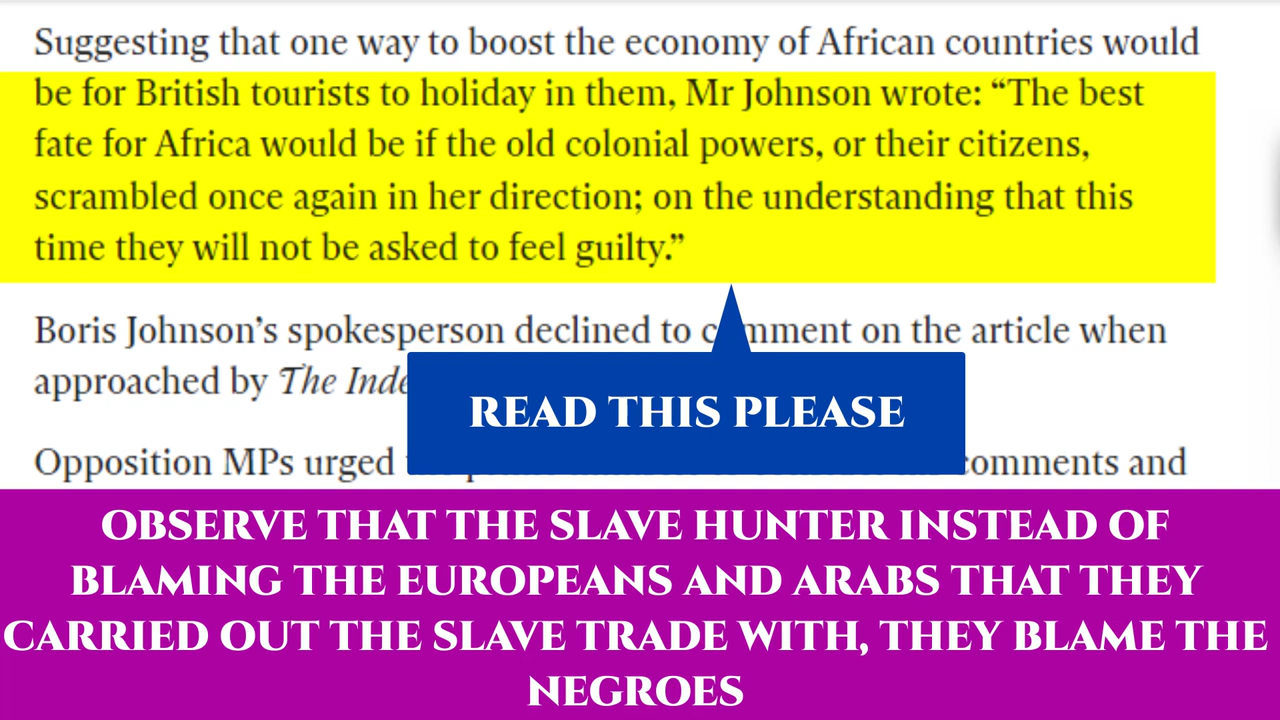 Suggesting that one way to boost the economy of African countries would
be for British tourists to holiday in them, Mr Johnson wrote: “The best
fate for Africa would be if the old colonial powers, or their citizens,
scrambled once again in her direction; on the understanding that this
time they will not be asked to feel guilty.”
Boris Johnson’s spokesperson declined to comment on the article when
approached by The Inde
READ THIS PLEASE
Opposition MPs urged comments and
OBSERVE THAT THE SLAVE HUNTER INSTEAD OF
BLAMING THE EUROPEANS AND ARABS THAT THEY
CARRIED OUT THE SLAVE TRADE WITH, THEY BLAME THE
NEGROES